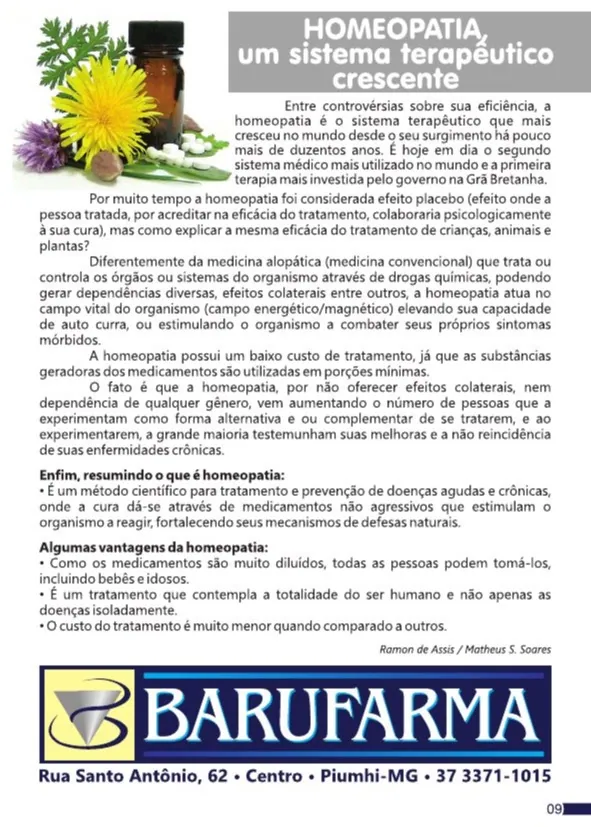 HOMEOPATIA,
um sistema terapêutico
crescente
Entre controvérsias sobre sua eficiência, a
homeopatia é o sistema terapêutico que mais
cresceu no mundo desde o seu surgimento há pouco
mais de duzentos anos. É hoje em dia o segundo
sistema médico mais utilizado no mundo e a primeira
terapia mais investida pelo governo na Grã Bretanha.
Por muito tempo a homeopatia foi considerada efeito placebo (efeito onde a
pessoa tratada, por acreditar na eficácia do tratamento, colaboraria psicologicamente
à sua cura), mas como explicar a mesma eficácia do tratamento de crianças, animais e
plantas?
Diferentemente da medicina alopática (medicina convencional) que trata ou
controla os órgãos ou sistemas do organismo através de drogas químicas, podendo
gerar dependências diversas, efeitos colaterais entre outros, a homeopatia atua no
campo vital do organismo (campo energético/magnético) elevando sua capacidade
de auto curra, ou estimulando o organismo a combater seus próprios sintomas
mórbidos.
A homeopatia possui um baixo custo de tratamento, já que as substâncias
geradoras dos medicamentos são utilizadas em porções mínimas.
O fato é que a homeopatia, por não oferecer efeitos colaterais, nem
dependência de qualquer gênero, vem aumentando o número de pessoas que a
experimentam como forma alternativa e ou complementar de se tratarem, e ao
experimentarem, a grande maioria testemunham suas melhoras e a não reincidência
de suas enfermidades crônicas.
Enfim, resumindo o que é homeopatia:
• É um método científico para tratamento e prevenção de doenças agudas e crônicas,
onde a cura dá-se através de medicamentos não agressivos que estimulam o
organismo a reagir, fortalecendo seus mecanismos de defesas naturais.
Algumas vantagens da homeopatia:
• Como os medicamentos são muito diluídos, todas as pessoas podem tomá-los,
incluindo bebês e idosos.
• É um tratamento que contempla a totalidade do ser humano e não apenas as
doenças isoladamente.
• O custo do tratamento é muito menor quando comparado a outros.
Ramon de Assis / Matheus S. Soares
BARUFARMA
Rua Santo Antônio, 62 • Centro • Piumhi-MG • 37 3371-1015
09